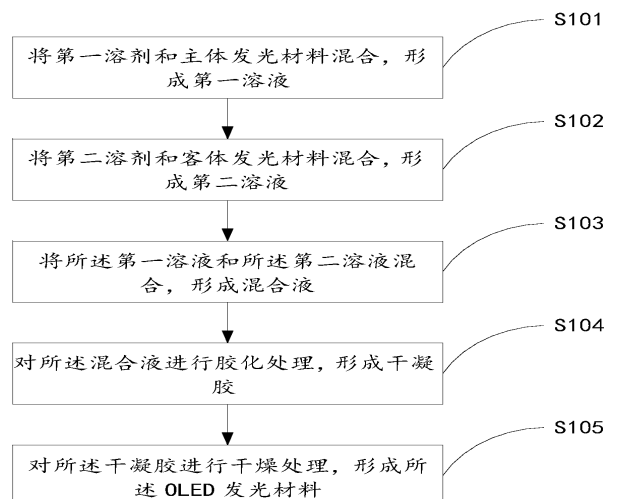 S101
将第一溶剂和主体发光材料混合，形
成第一溶液
S102
将第二溶剂和客体发光材料混合，形
成第二溶液
S103
将所述第一溶液和所述第二溶液混
合，形成混合液
S104
对所述混合液进行胶化处理，形成干凝
胶
S105
对所述干凝胶进行干燥处理，形成所
述 OLED 发光材料